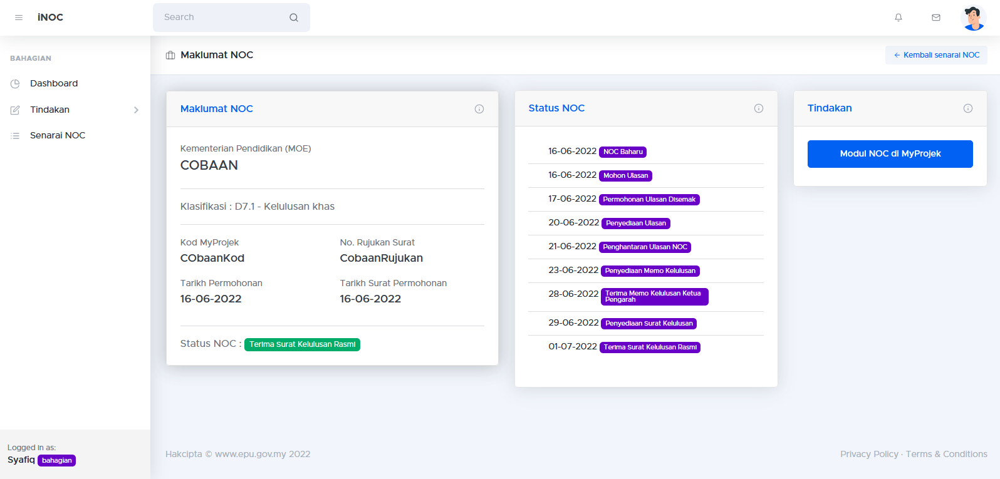 iNOC
Search
BAHAGIAN
Dashboard
Tindakan
Senarai NOC
Logged in as:
Syafiq bahagian
Maklumat NOC
← Kembali senarai NOC
Maklumat NOC
Kementerian Pendidikan (MOE)
COBAAN
Klasifikasi : D7.1 - Kelulusan khas
Kod MyProjek
CObaanKod
No. Rujukan Surat
CobaanRujukan
Tarikh Permohonan
16-06-2022
Tarikh Surat Permohonan
16-06-2022
Status NOC : Terima Surat Kelulusan Rasmi
Status NOC
16-06-2022 NOC Baharu
16-06-2022 Mohon Ulasan
17-06-2022 Permohonan Ulasan Disemak
20-06-2022 Penyediaan Ulasan
21-06-2022 Penghantaran Ulasan NOC
23-06-2022 Penyediaan Memo Kelulusan
28-06-2022 Terima Memo Kelulusan Ketua
Pengarah
29-06-2022 Penyediaan Surat Kelulusan
01-07-2022 Terima Surat Kelulusan Rasmi
Tindakan
Modul NOC di MyProjek
Hakcipta © www.epu.gov.my 2022
Privacy Policy · Terms & Conditions